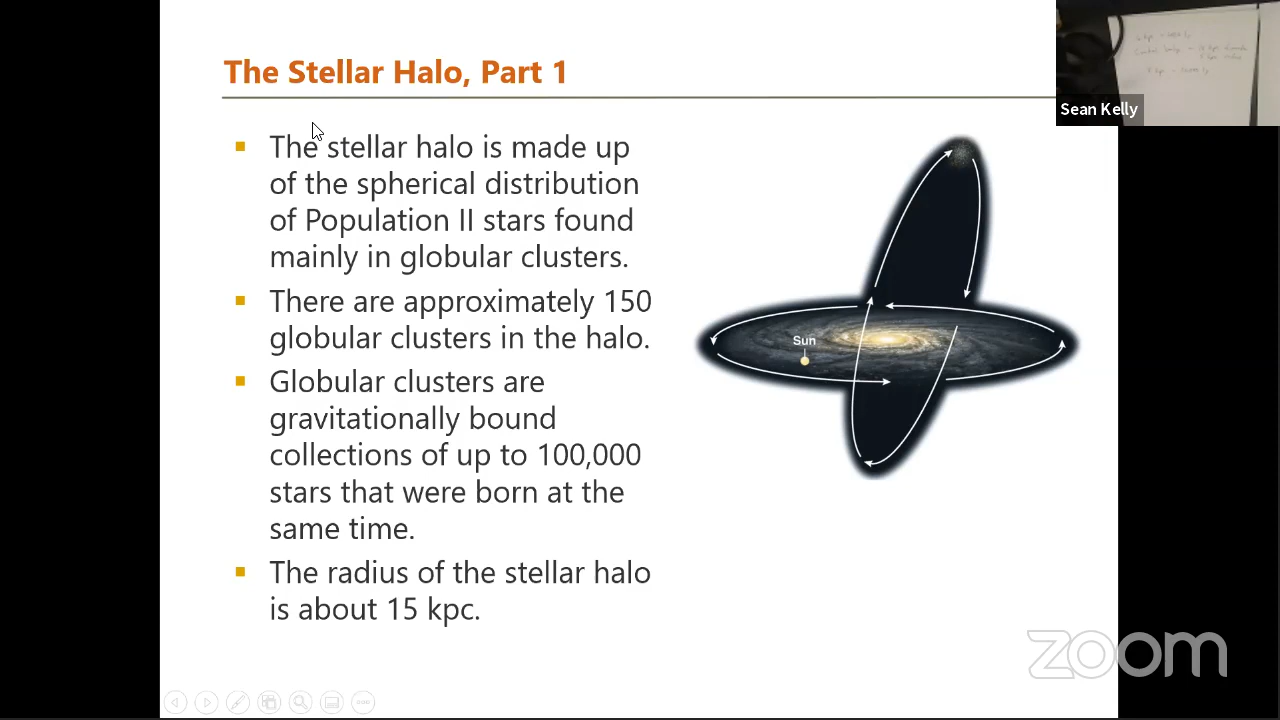 The Stellar Halo, Part 1
Sean Kelly
The stellar halo is made up
of the spherical distribution
of Population II stars found
mainly in globular clusters.
There are approximately 150
globular clusters in the halo.
Globular clusters are
gravitationally bound
collections of up to 100,000
stars that were born at the
same time.
The radius of the stellar halo
is about 15 kpc.
Sun
zoom